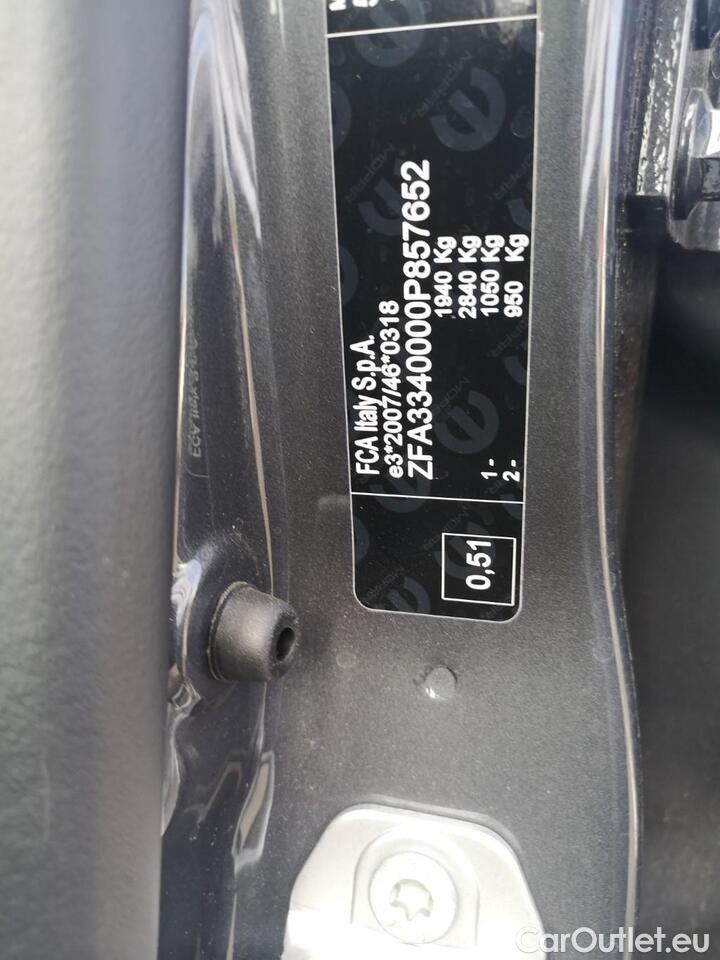 FCA Italy S.p.A.
e3*2007/46*0318
ZFA3340000P857652
1940 Kg
2840 Kg
1- 1050 Kg
2- 950 Kg
0,51
MOPAR
CarOutlet.eu